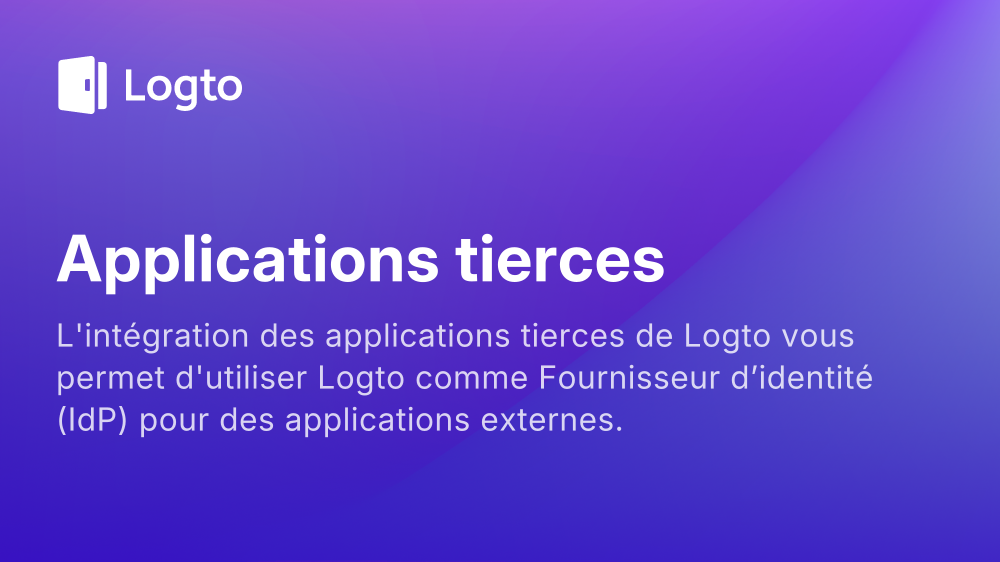 Logto
Applications tierces
L'intégration des applications tierces de Logto vous
permet d'utiliser Logto comme Fournisseur d’identité
(IdP) pour des applications externes.